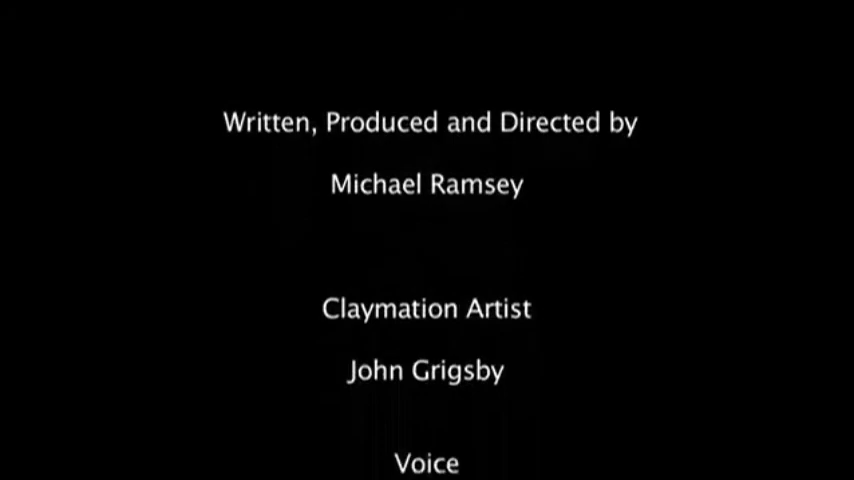 Written, Produced and Directed by
Michael Ramsey
Claymation Artist
John Grigsby
Voice